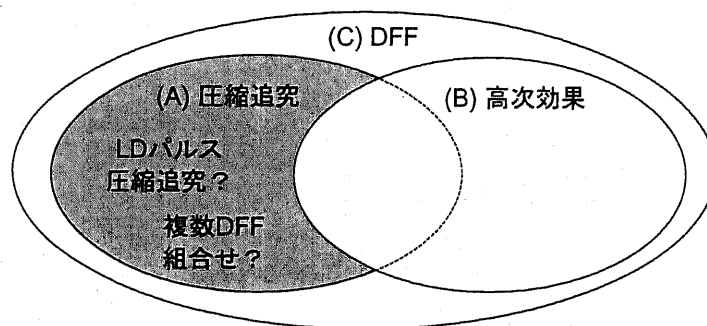 (C) DFF
(A) 圧縮追究
(B) 高次効果
LDパルス
圧縮追究？
複数DFF
組合せ？